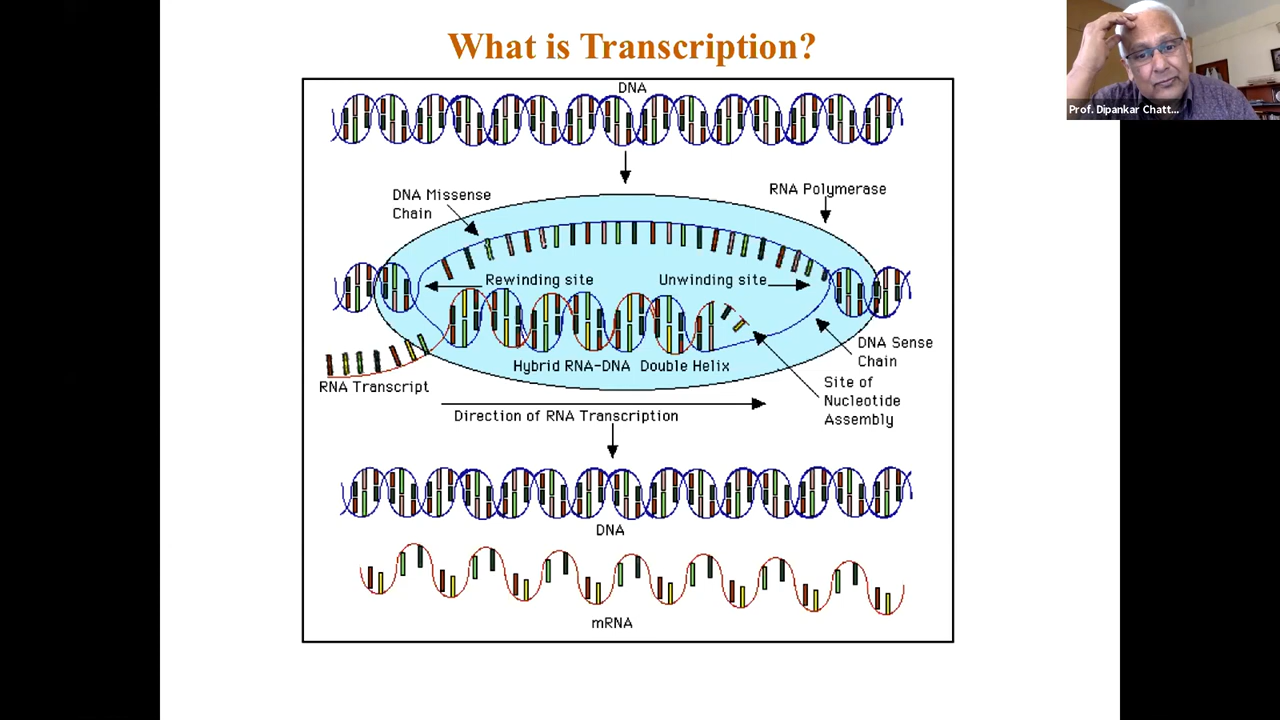 What is Transcription?
Prof. Dipankar Chatt...
DNA
DNA Missense
Chain
RNA Polymerase
Rewinding site
Unwinding site
DNA Sense
Chain
Hybrid RNA-DNA Double Helix
RNA Transcript
Site of
Nucleotide
Assembly
Direction of RNA Transcription
DNA
mRNA